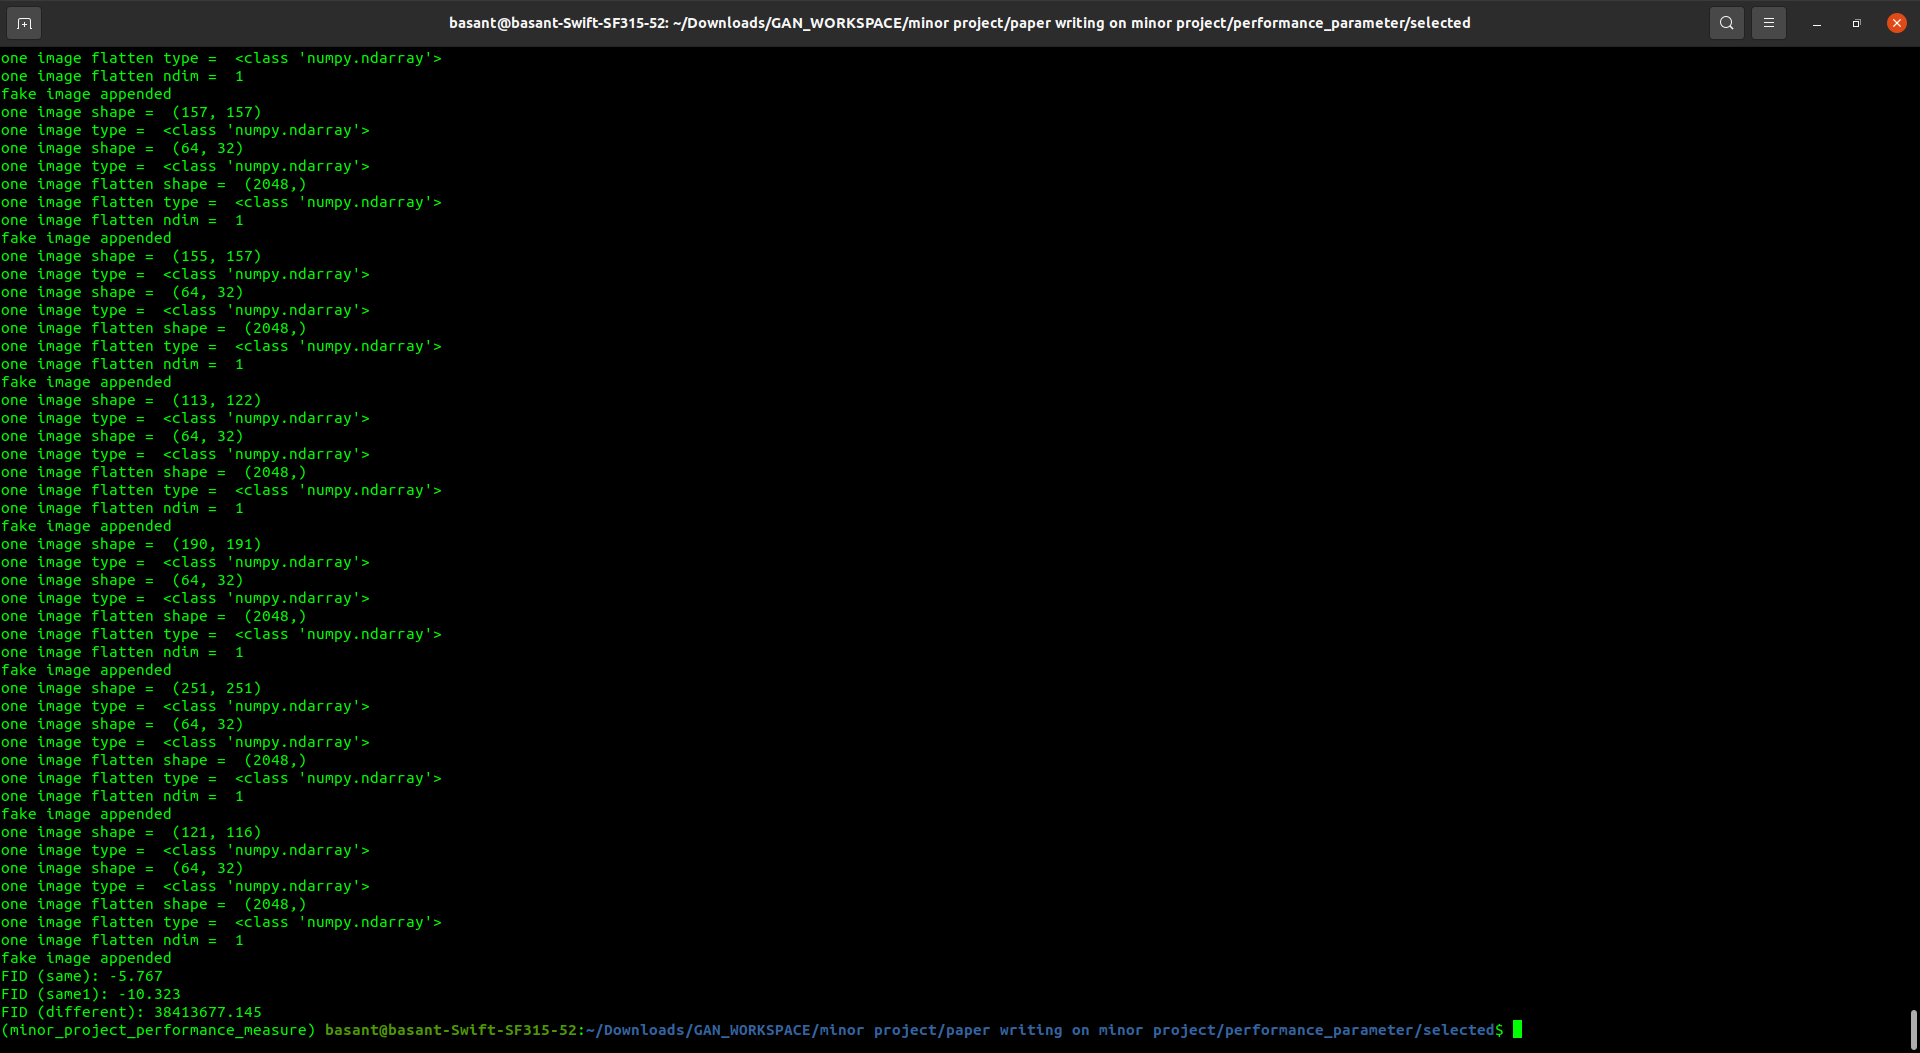 basant@basant-Swift-SF315-52: ~/Downloads/GAN_WORKSPACE/minor project/paper writing on minor project/performance_parameter/selected
one image flatten type =  <class 'numpy.ndarray'>
one image flatten ndim =  1
fake image appended
one image shape =  (157, 157)
one image type =  <class 'numpy.ndarray'>
one image shape =  (64, 32)
one image type =  <class 'numpy.ndarray'>
one image flatten shape =  (2048,)
one image flatten type =  <class 'numpy.ndarray'>
one image flatten ndim =  1
fake image appended
one image shape =  (155, 157)
one image type =  <class 'numpy.ndarray'>
one image shape =  (64, 32)
one image type =  <class 'numpy.ndarray'>
one image flatten shape =  (2048,)
one image flatten type =  <class 'numpy.ndarray'>
one image flatten ndim =  1
fake image appended
one image shape =  (113, 122)
one image type =  <class 'numpy.ndarray'>
one image shape =  (64, 32)
one image type =  <class 'numpy.ndarray'>
one image flatten shape =  (2048,)
one image flatten type =  <class 'numpy.ndarray'>
one image flatten ndim =  1
fake image appended
one image shape =  (190, 191)
one image type =  <class 'numpy.ndarray'>
one image shape =  (64, 32)
one image type =  <class 'numpy.ndarray'>
one image flatten shape =  (2048,)
one image flatten type =  <class 'numpy.ndarray'>
one image flatten ndim =  1
fake image appended
one image shape =  (251, 251)
one image type =  <class 'numpy.ndarray'>
one image shape =  (64, 32)
one image type =  <class 'numpy.ndarray'>
one image flatten shape =  (2048,)
one image flatten type =  <class 'numpy.ndarray'>
one image flatten ndim =  1
fake image appended
one image shape =  (121, 116)
one image type =  <class 'numpy.ndarray'>
one image shape =  (64, 32)
one image type =  <class 'numpy.ndarray'>
one image flatten shape =  (2048,)
one image flatten type =  <class 'numpy.ndarray'>
one image flatten ndim =  1
fake image appended
FID (same): -5.767
FID (same1): -10.323
FID (different): 38413677.145
(minor_project_performance_measure) basant@basant-Swift-SF315-52:~/Downloads/GAN_WORKSPACE/minor project/paper writing on minor project/performance_parameter/selected$